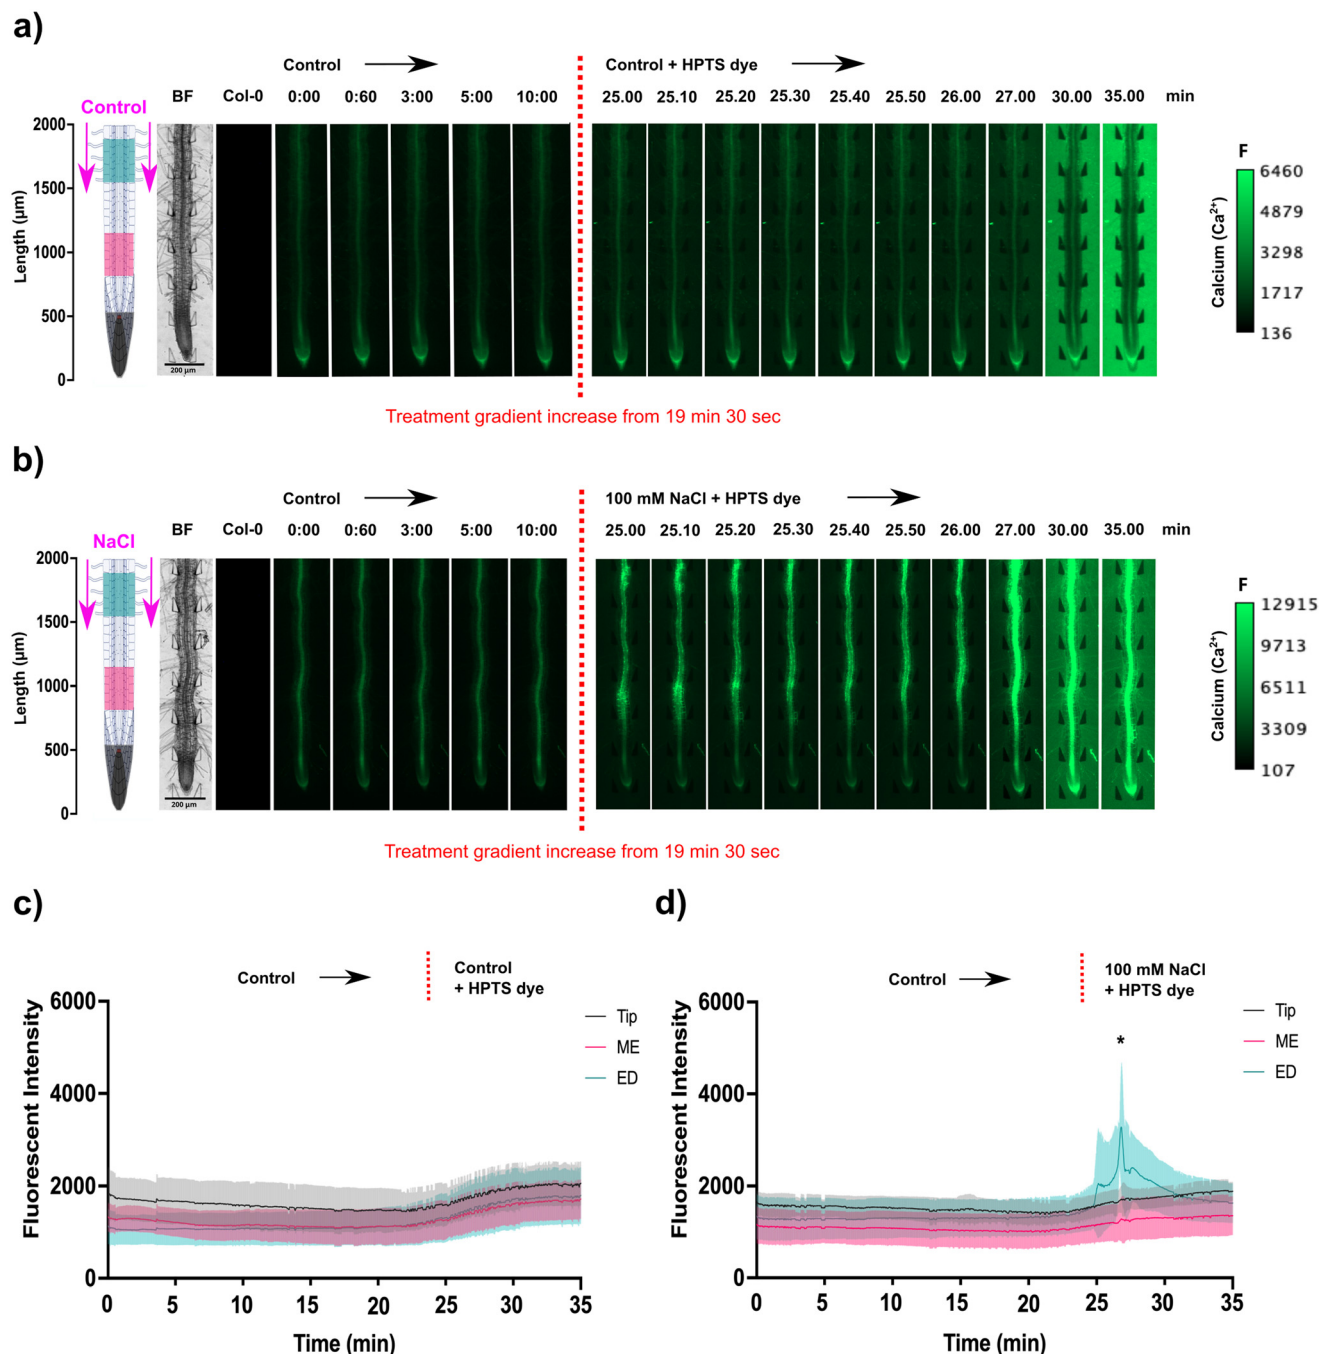 a)
Control
Control + HPTS dye
BF
Col-0
0:00
0:60
3:00
5:00
10:00
25.00
25.10
25.20
25.30
25.40
25.50
26.00
27.00
30.00
35.00
min
Control
Length (µm)
2000
1500
1000
500
0
200 µm
F
Calcium (Ca²⁺)
6460
4879
3298
1717
136
Treatment gradient increase from 19 min 30 sec
b)
Control
100 mM NaCl + HPTS dye
BF
Col-0
0:00
0:60
3:00
5:00
10:00
25.00
25.10
25.20
25.30
25.40
25.50
26.00
27.00
30.00
35.00
min
NaCl
Length (µm)
2000
1500
1000
500
0
200 µm
F
Calcium (Ca²⁺)
12915
9713
6511
3309
107
Treatment gradient increase from 19 min 30 sec
c)
Control
Control
+ HPTS dye
Fluorescent Intensity
6000
4000
2000
0
Tip
ME
ED
0
5
10
15
20
25
30
35
Time (min)
d)
Control
100 mM NaCl
+ HPTS dye
Fluorescent Intensity
6000
4000
2000
0
*
Tip
ME
ED
0
5
10
15
20
25
30
35
Time (min)